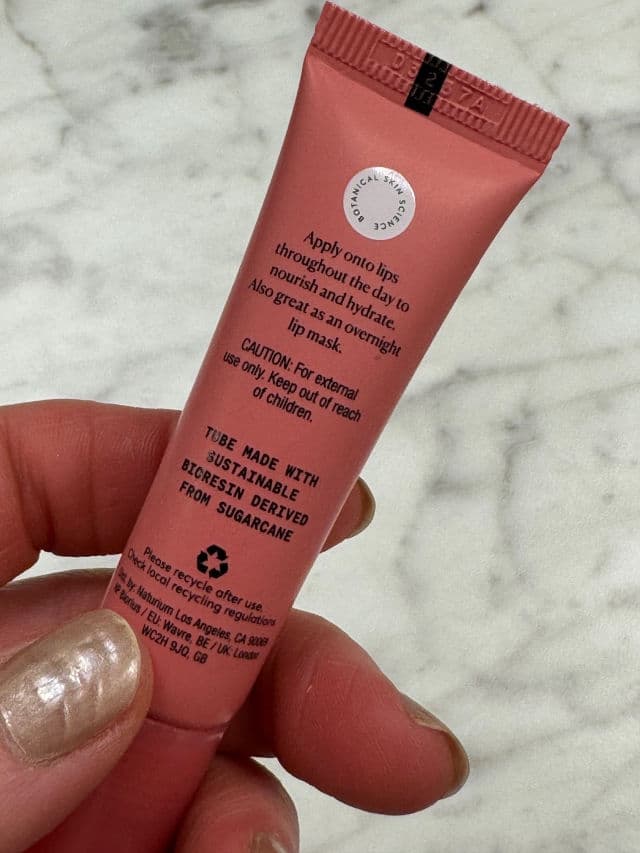 BOTANICAL SKIN SCIENCE
Apply onto lips
throughout the day to
nourish and hydrate.
Also great as an overnight
lip mask.
CAUTION: For external
use only. Keep out of reach
of children.
TUBE MADE WITH
SUSTAINABLE
BIORESIN DERIVED
FROM SUGARCANE
Please recycle after use.
Check local recycling regulations
by: Naturium Los Angeles, CA
RP Biorius / EU: Wavre, BE / UK: London
WC2H 9JQ, GB